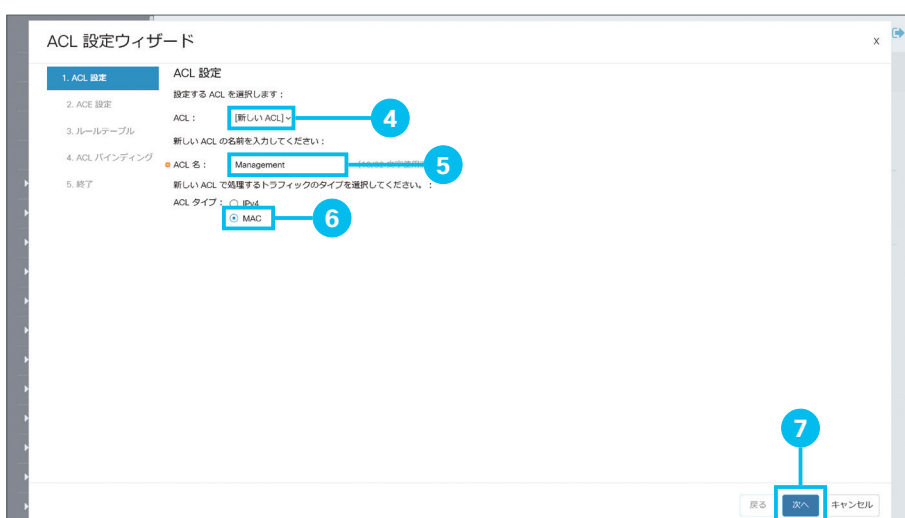 ACL 設定ウィザード
x
1. ACL 設定
2. ACE 設定
3. ルールテーブル
4. ACL バインディング
5. 終了
ACL 設定
設定する ACL を選択します：
ACL： [新しい ACL]
4
新しい ACL の名前を入力してください：
ACL 名： Management
5
新しい ACL で処理するトラフィックのタイプを選択してください。：
ACL タイプ： IPv4
MAC
6
7
戻る 次へ キャンセル